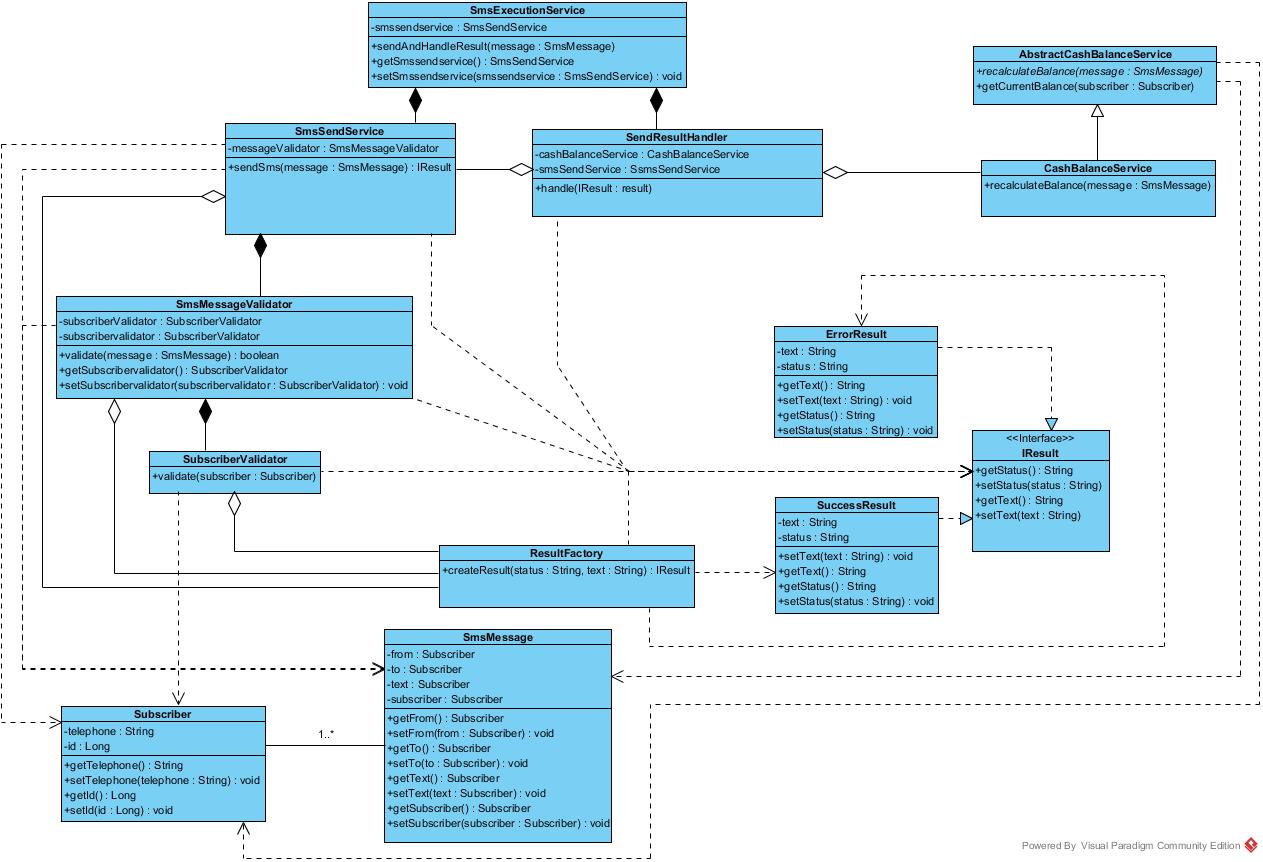 SmsExecutionService
-smssendservice : SmsSendService
+sendAndHandleResult(message : SmsMessage)
+getSmssendservice() : SmsSendService
+setSmssendservice(smssendservice : SmsSendService) : void
AbstractCashBalanceService
+recalculateBalance(message : SmsMessage)
+getCurrentBalance(subscriber : Subscriber)
SmsSendService
-messageValidator : SmsMessageValidator
+sendSms(message : SmsMessage) : IResult
SendResultHandler
-cashBalanceService : CashBalanceService
-smsSendService : SsmsSendService
+handle(IResult : result)
CashBalanceService
+recalculateBalance(message : SmsMessage)
SmsMessageValidator
-subscriberValidator : SubscriberValidator
-subscribervalidator : SubscriberValidator
+validate(message : SmsMessage) : boolean
+getSubscribervalidator() : SubscriberValidator
+setSubscribervalidator(subscribervalidator : SubscriberValidator) : void
ErrorResult
-text : String
-status : String
+getText() : String
+setText(text : String) : void
+getStatus() : String
+setStatus(status : String) : void
<<Interface>>
IResult
+getStatus() : String
+setStatus(status : String)
+getText() : String
+setText(text : String)
SubscriberValidator
+validate(subscriber : Subscriber)
SuccessResult
-text : String
-status : String
+setText(text : String) : void
+getText() : String
+getStatus() : String
+setStatus(status : String) : void
ResultFactory
+createResult(status : String, text : String) : IResult
SmsMessage
-from : Subscriber
-to : Subscriber
-text : Subscriber
-subscriber : Subscriber
+getFrom() : Subscriber
+setFrom(from : Subscriber) : void
+getTo() : Subscriber
+setTo(to : Subscriber) : void
+getText() : Subscriber
+setText(text : Subscriber) : void
+getSubscriber() : Subscriber
+setSubscriber(subscriber : Subscriber) : void
Subscriber
-telephone : String
-id : Long
+getTelephone() : String
+setTelephone(telephone : String) : void
+getId() : Long
+setId(id : Long) : void
1..*
Powered By Visual Paradigm Community Edition